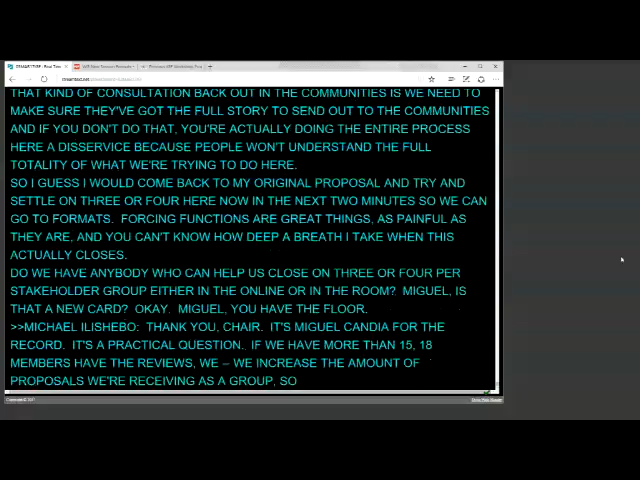 THAT KIND OF CONSULTATION BACK OUT IN THE COMMUNITIES IS WE NEED TO
MAKE SURE THEY'VE GOT THE FULL STORY TO SEND OUT TO THE COMMUNITIES
AND IF YOU DON'T DO THAT, YOU'RE ACTUALLY DOING THE ENTIRE PROCESS
HERE A DISSERVICE BECAUSE PEOPLE WON'T UNDERSTAND THE FULL
TOTALITY OF WHAT WE'RE TRYING TO DO HERE.
SO I GUESS I WOULD COME BACK TO MY ORIGINAL PROPOSAL AND TRY AND
SETTLE ON THREE OR FOUR HERE NOW IN THE NEXT TWO MINUTES SO WE CAN
GO TO FORMATS.  FORCING FUNCTIONS ARE GREAT THINGS, AS PAINFUL AS
THEY ARE, AND YOU CAN'T KNOW HOW DEEP A BREATH I TAKE WHEN THIS
ACTUALLY CLOSES.
DO WE HAVE ANYBODY WHO CAN HELP US CLOSE ON THREE OR FOUR PER
STAKEHOLDER GROUP EITHER IN THE ONLINE OR IN THE ROOM?  MIGUEL, IS
THAT A NEW CARD?  OKAY.  MIGUEL, YOU HAVE THE FLOOR.
>>MICHAEL ILISHEBO:  THANK YOU, CHAIR.  IT'S MIGUEL CANDIA FOR THE
RECORD.  IT'S A PRACTICAL QUESTION.  IF WE HAVE MORE THAN 15, 18
MEMBERS HAVE THE REVIEWS, WE – WE INCREASE THE AMOUNT OF
PROPOSALS WE'RE RECEIVING AS A GROUP, SO